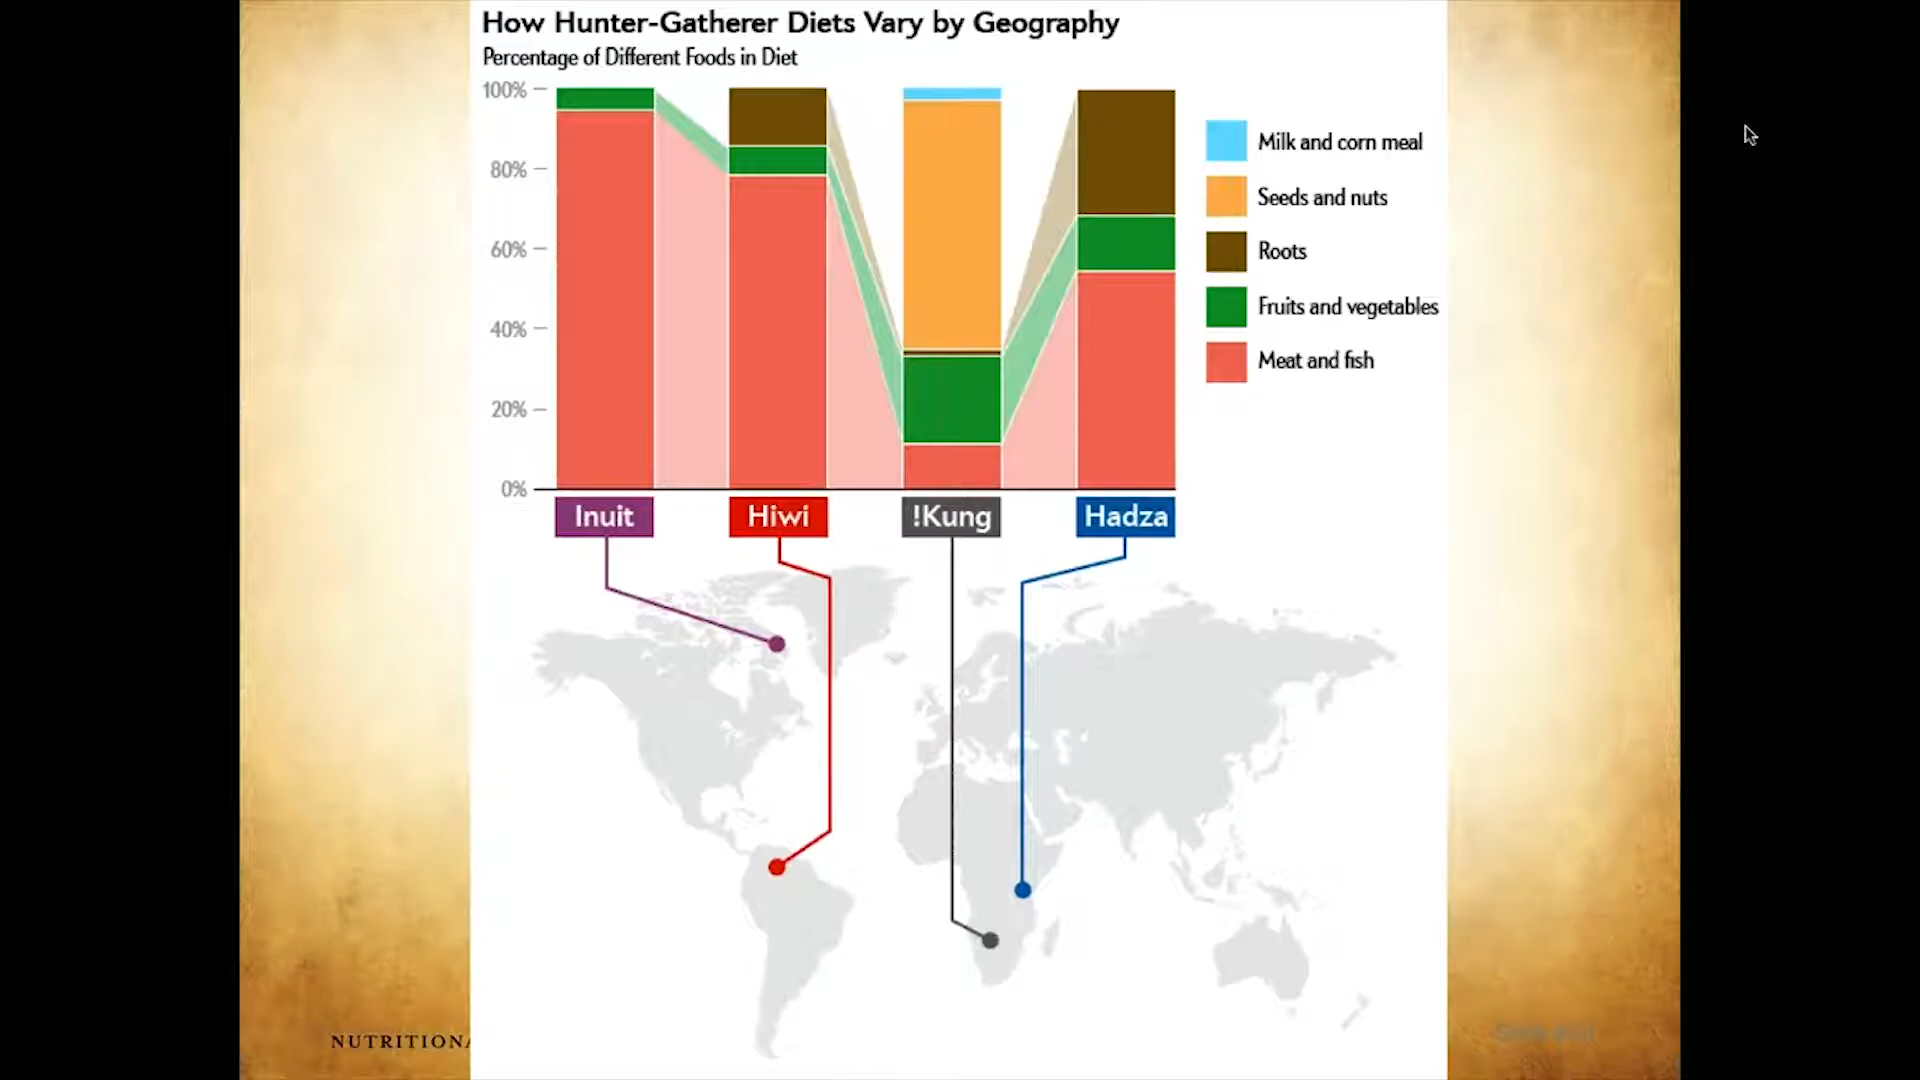 How Hunter-Gatherer Diets Vary by Geography
Percentage of Different Foods in Diet
100%
80%
60%
40%
20%
0%
Milk and corn meal
Seeds and nuts
Roots
Fruits and vegetables
Meat and fish
Inuit
Hiwi
!Kung
Hadza
NUTRITIONA